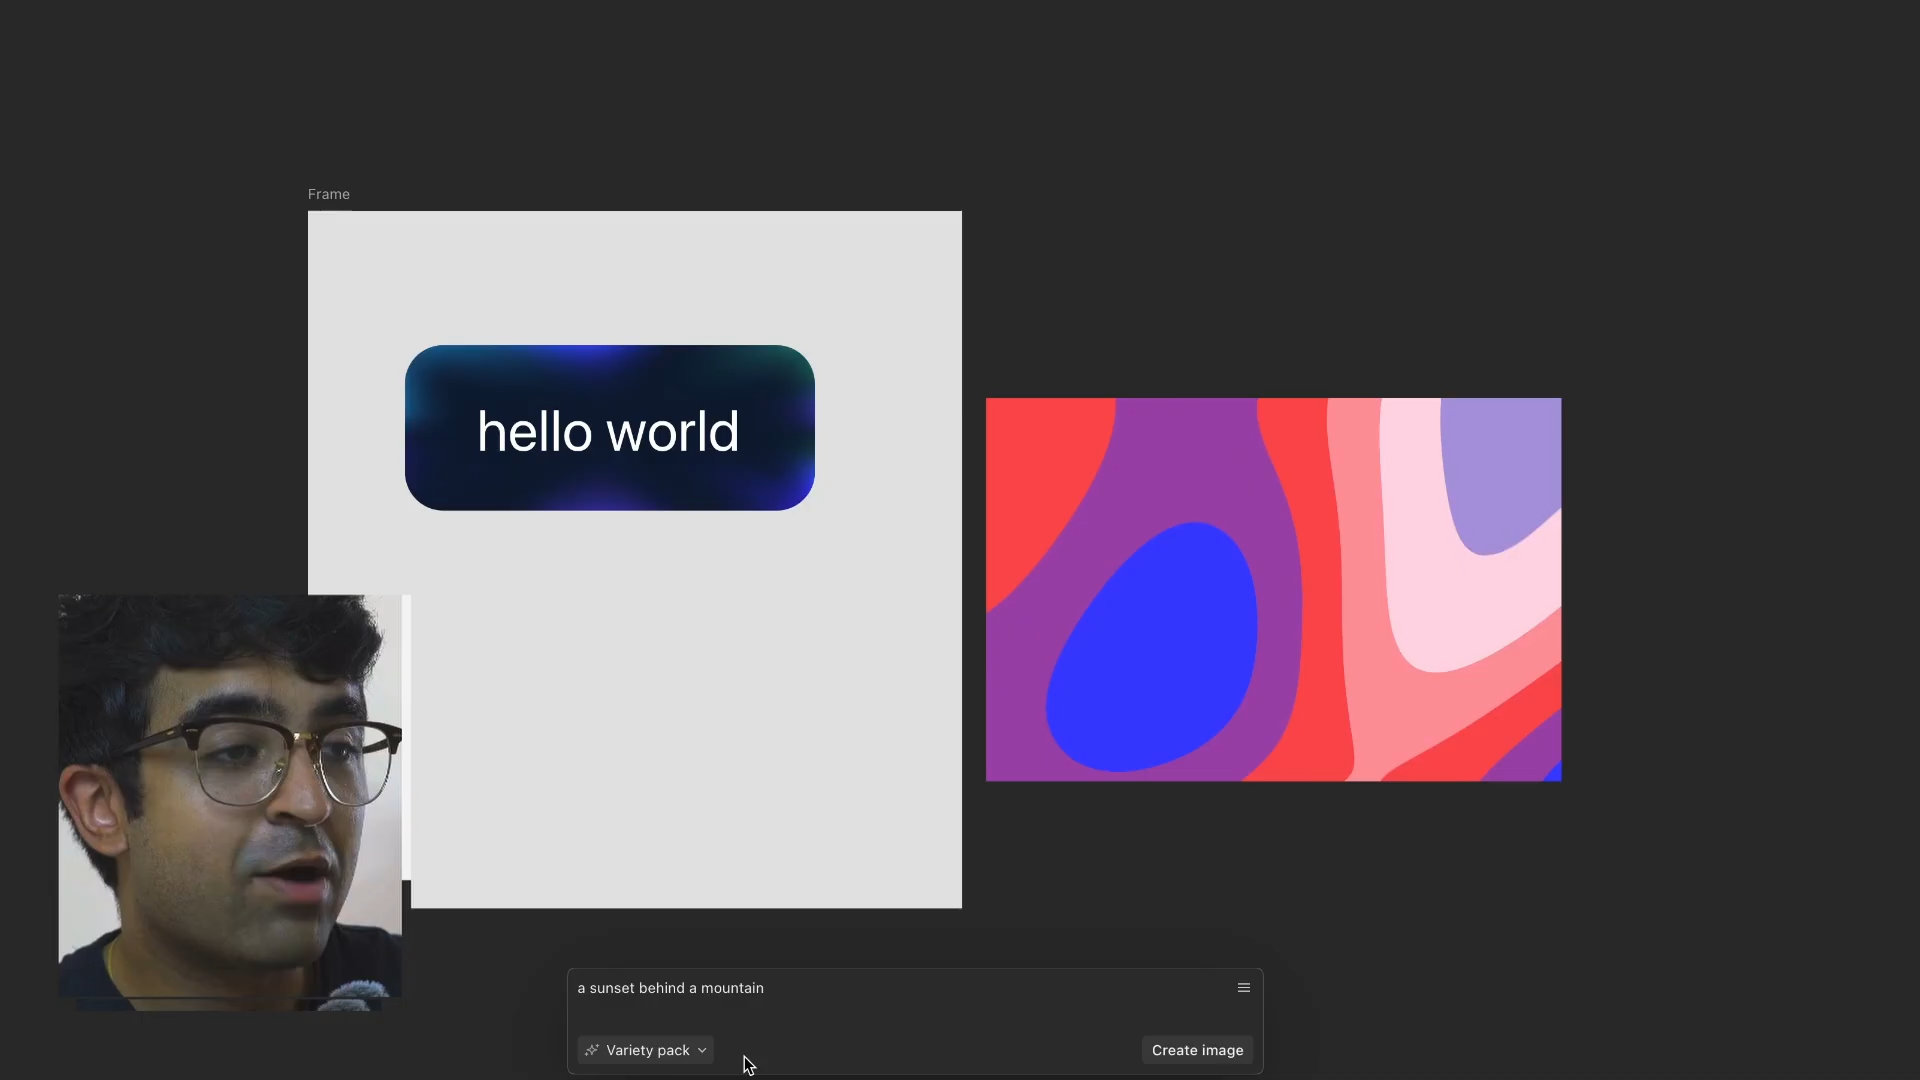 Frame
hello world
a sunset behind a mountain
Variety pack
Create image